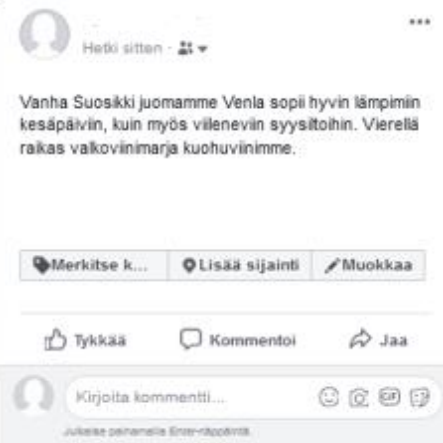 Hetki sitten ·
Vanha Suosikki juomamme Venla sopii hyvin lämpimiin
kesäpäiviin, kuin myös viileneviin syysiltoihin. Vierellä
raikas valkoviinimarja kuohuviinimme.
Merkitse k... Lisää sijainti Muokkaa
Tykkää Kommentoi Jaa
Kirjoita kommentti... GIF
Julkaise painamalla Enter-näppäintä.